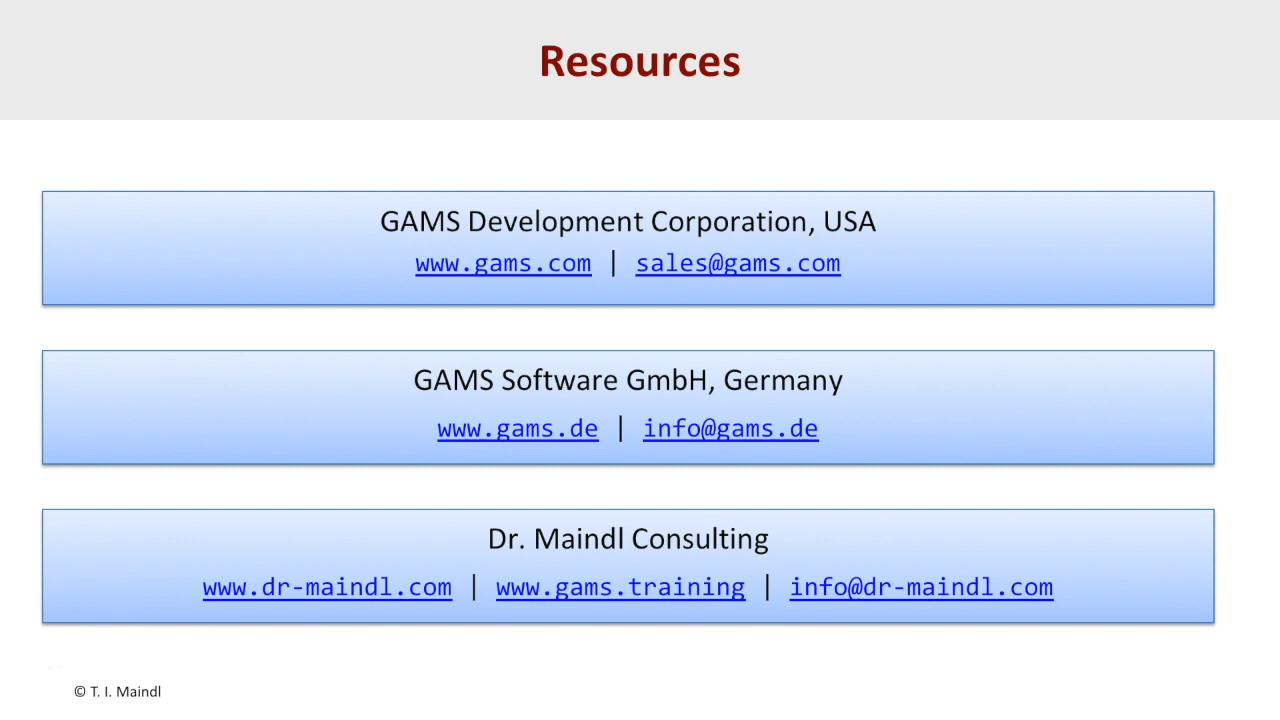 Resources
GAMS Development Corporation, USA
www.gams.com | sales@gams.com
GAMS Software GmbH, Germany
www.gams.de | info@gams.de
Dr. Maindl Consulting
www.dr-maindl.com | www.gams.training | info@dr-maindl.com
© T. I. Maindl